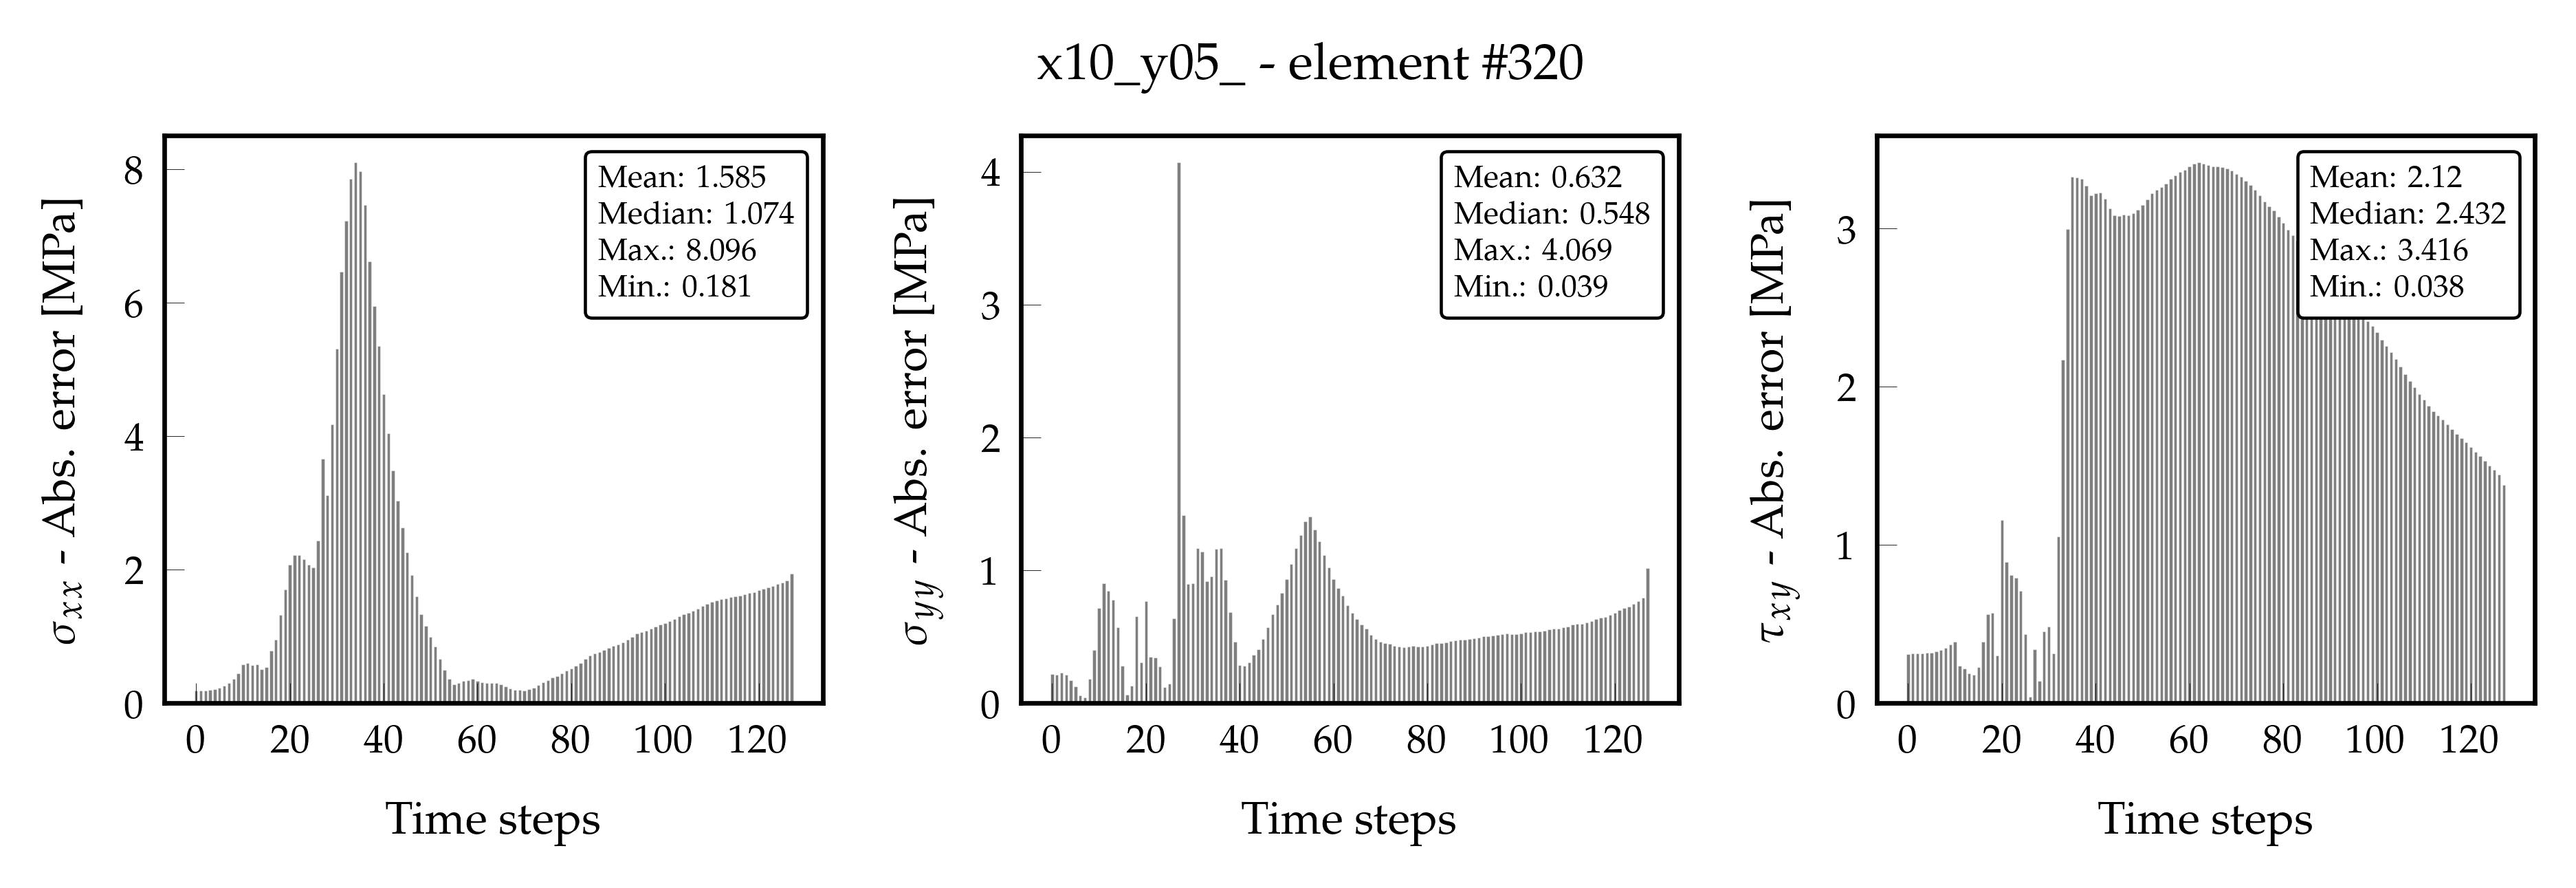 x10_y05_ - element #320
σxx - Abs. error [MPa]
8
6
4
2
0
0 20 40 60 80 100 120
Time steps
Mean: 1.585
Median: 1.074
Max.: 8.096
Min.: 0.181
σyy - Abs. error [MPa]
4
3
2
1
0
0 20 40 60 80 100 120
Time steps
Mean: 0.632
Median: 0.548
Max.: 4.069
Min.: 0.039
τxy - Abs. error [MPa]
3
2
1
0
0 20 40 60 80 100 120
Time steps
Mean: 2.12
Median: 2.432
Max.: 3.416
Min.: 0.038